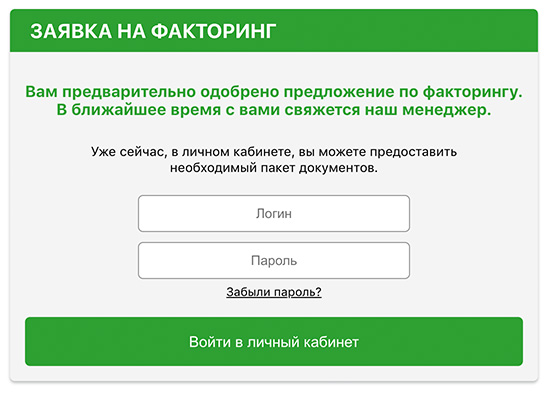 ЗАЯВКА НА ФАКТОРИНГ
Вам предварительно одобрено предложение по факторингу.
В ближайшее время с вами свяжется наш менеджер.
Уже сейчас, в личном кабинете, вы можете предоставить
необходимый пакет документов.
Логин
Пароль
Забыли пароль?
Войти в личный кабинет